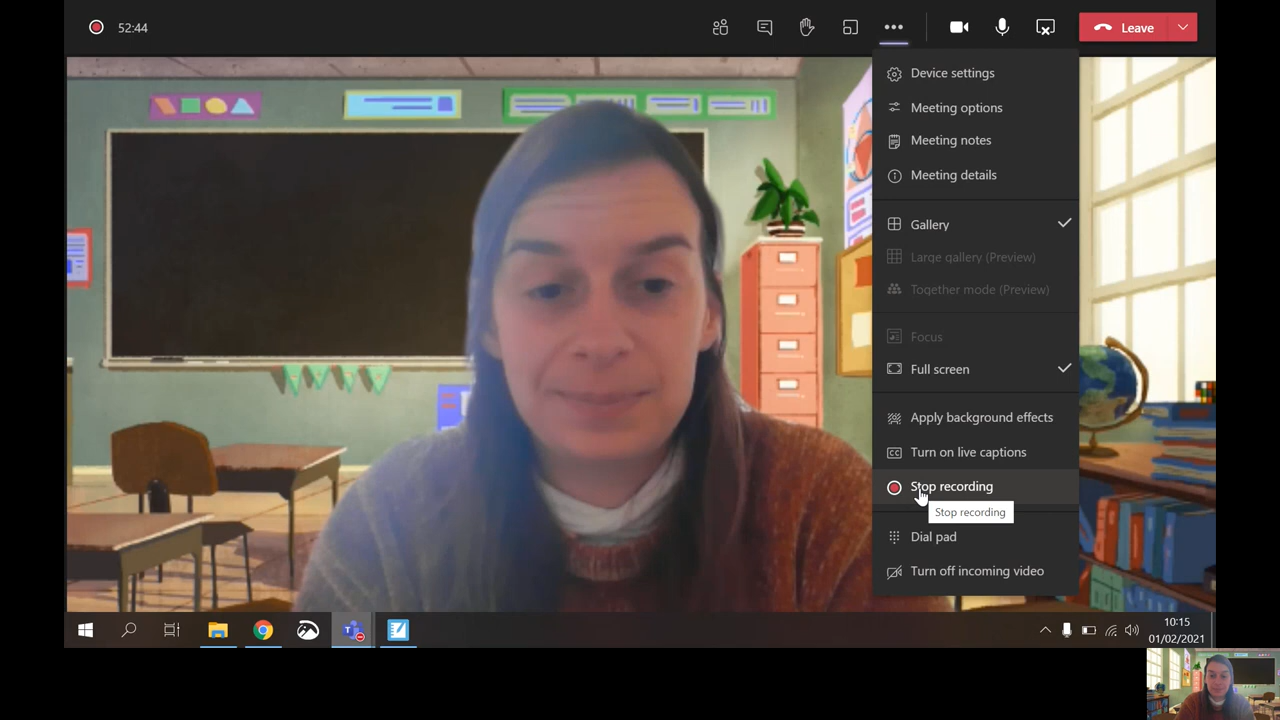 52:44
Leave
Device settings
Meeting options
Meeting notes
Meeting details
Gallery
Large gallery (Preview)
Together mode (Preview)
Focus
Full screen
Apply background effects
CC Turn on live captions
Stop recording
Stop recording
Dial pad
Turn off incoming video
10:15
01/02/2021